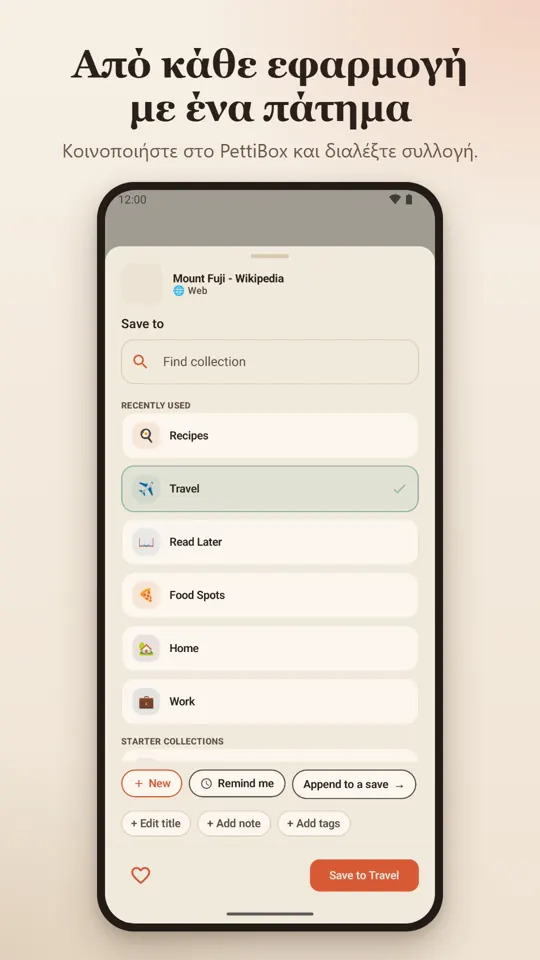 Από κάθε εφαρμογή
με ένα πάτημα
Κοινοποιήστε στο PettiBox και διαλέξτε συλλογή.
12:00
Mount Fuji - Wikipedia
Web
Save to
Find collection
RECENTLY USED
Recipes
Travel
Read Later
Food Spots
Home
Work
STARTER COLLECTIONS
+ New
Remind me
Append to a save →
+ Edit title
+ Add note
+ Add tags
Save to Travel